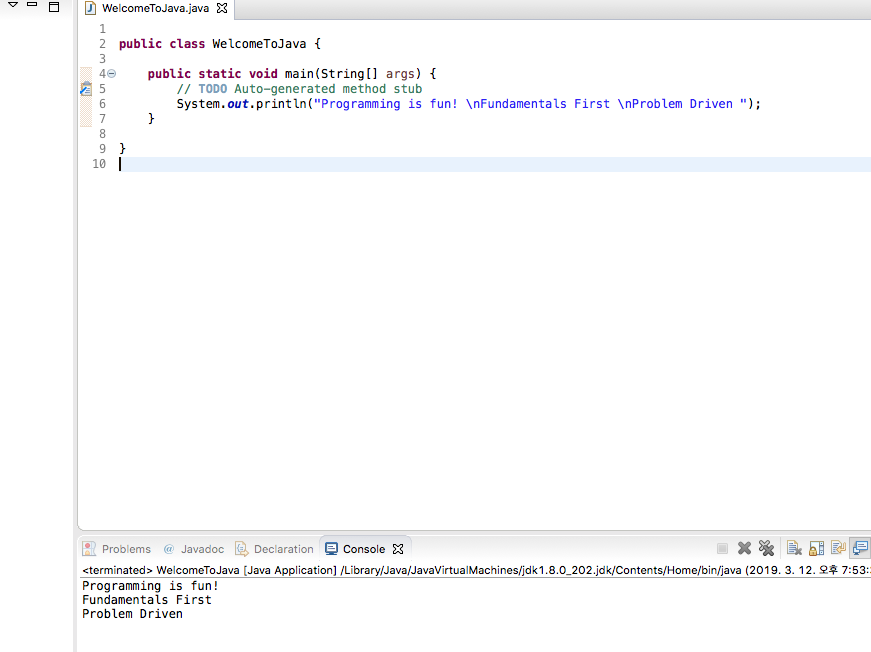 WelcomeToJava.java
1
2 public class WelcomeToJava {
3
4 public static void main(String[] args) {
5 // TODO Auto-generated method stub
6 System.out.println("Programming is fun! \nFundamentals First \nProblem Driven ");
7 }
8
9 }
10
Problems @ Javadoc Declaration Console
<terminated> WelcomeToJava [Java Application] /Library/Java/JavaVirtualMachines/jdk1.8.0_202.jdk/Contents/Home/bin/java (2019. 3. 12. 오후 7:53:
Programming is fun!
Fundamentals First
Problem Driven